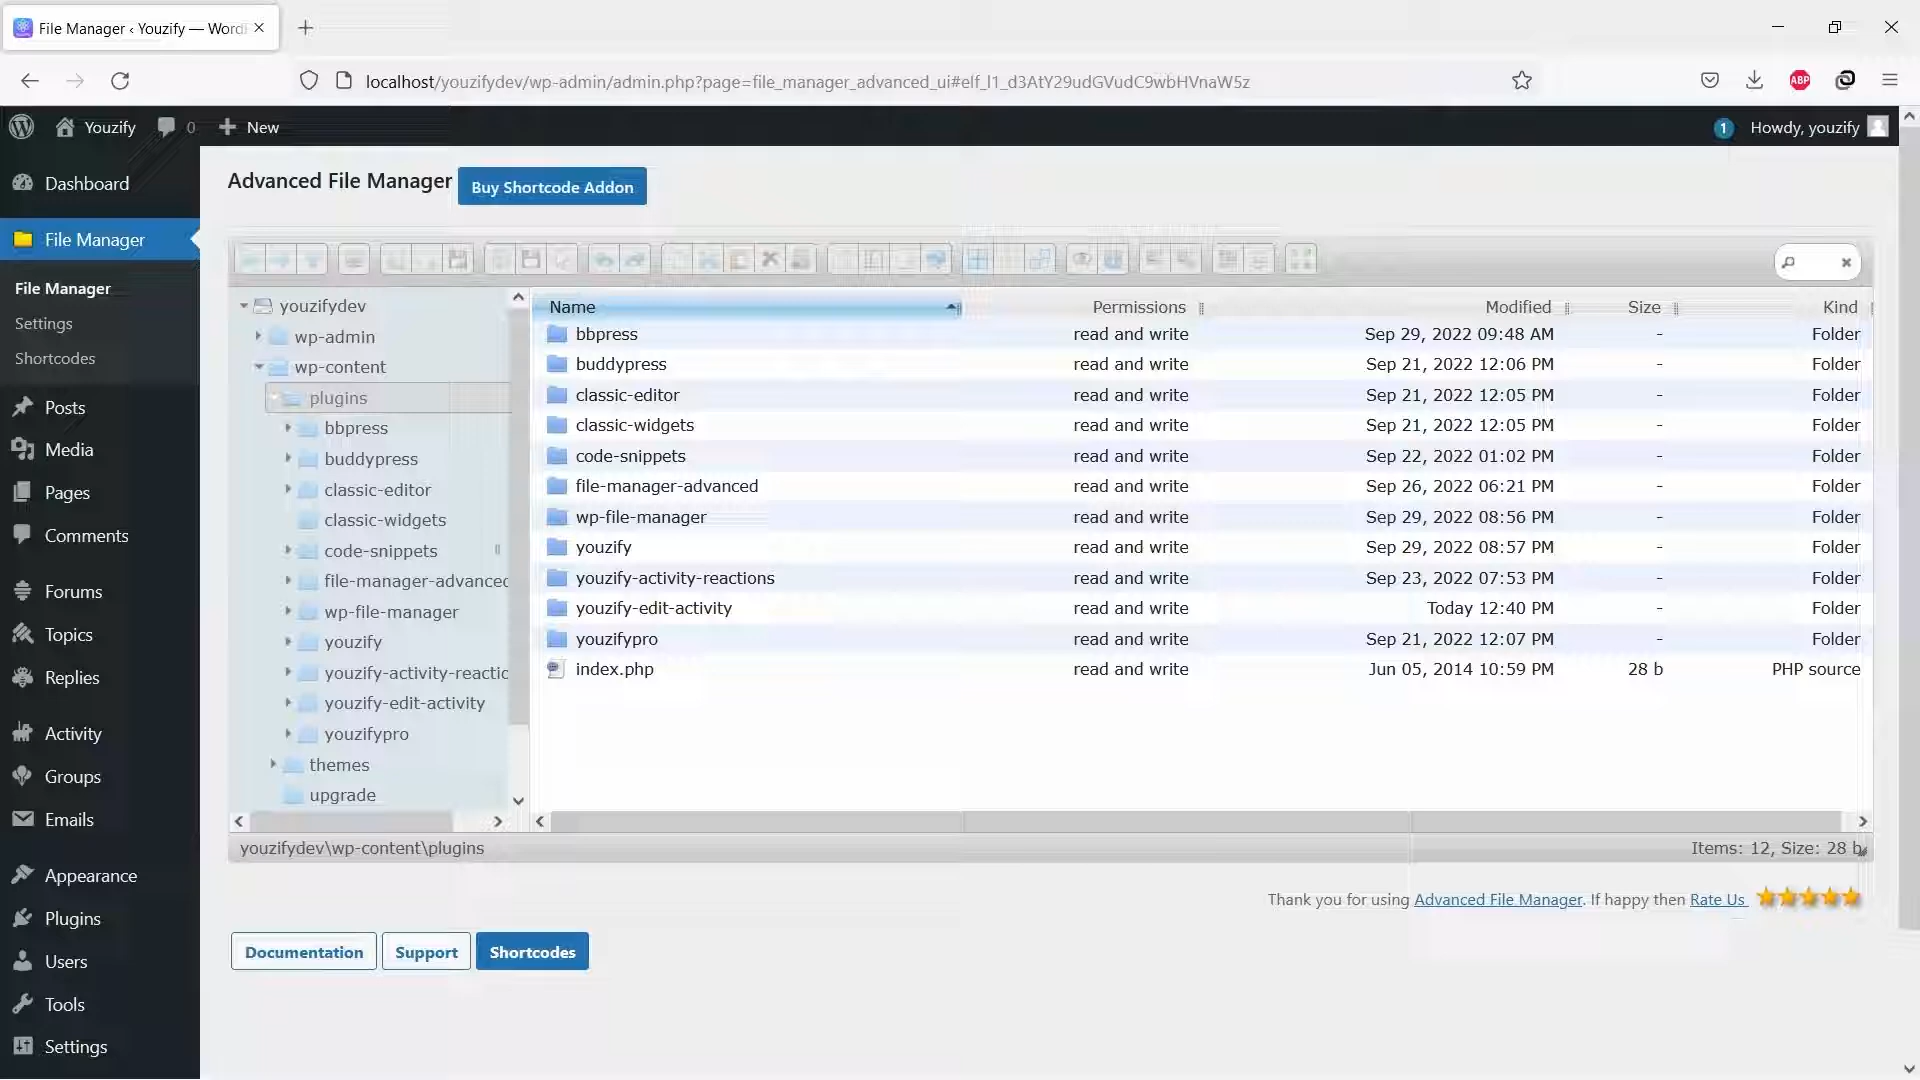 File Manager ‹ Youzify — Word
localhost/youzifydev/wp-admin/admin.php?page=file_manager_advanced_ui#elf_l1_d3AtY29udGVudC9wbHVnaW5z
ABP
Youzify
0
New
1
Howdy, youzify
Dashboard
File Manager
File Manager
Settings
Shortcodes
Posts
Media
Pages
Comments
Forums
Topics
Replies
Activity
Groups
Emails
Appearance
Plugins
Users
Tools
Settings
Advanced File Manager
Buy Shortcode Addon
youzifydev
wp-admin
wp-content
plugins
bbpress
buddypress
classic-editor
classic-widgets
code-snippets
file-manager-advanced
wp-file-manager
youzify
youzify-activity-reactic
youzify-edit-activity
youzifypro
themes
upgrade
Name Permissions Modified Size Kind
bbpress read and write Sep 29, 2022 09:48 AM - Folder
buddypress read and write Sep 21, 2022 12:06 PM - Folder
classic-editor read and write Sep 21, 2022 12:05 PM - Folder
classic-widgets read and write Sep 21, 2022 12:05 PM - Folder
code-snippets read and write Sep 22, 2022 01:02 PM - Folder
file-manager-advanced read and write Sep 26, 2022 06:21 PM - Folder
wp-file-manager read and write Sep 29, 2022 08:56 PM - Folder
youzify read and write Sep 29, 2022 08:57 PM - Folder
youzify-activity-reactions read and write Sep 23, 2022 07:53 PM - Folder
youzify-edit-activity read and write Today 12:40 PM - Folder
youzifypro read and write Sep 21, 2022 12:07 PM - Folder
index.php read and write Jun 05, 2014 10:59 PM 28 b PHP source
youzifydev\wp-content\plugins
Items: 12, Size: 28 b
Thank you for using Advanced File Manager. If happy then Rate Us
Documentation
Support
Shortcodes